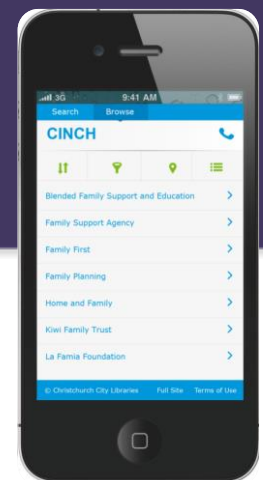 3G 9:41 AM
Search Browse
CINCH
Blended Family Support and Education
Family Support Agency
Family First
Family Planning
Home and Family
Kiwi Family Trust
La Famia Foundation
© Christchurch City Libraries Full Site Terms of Use